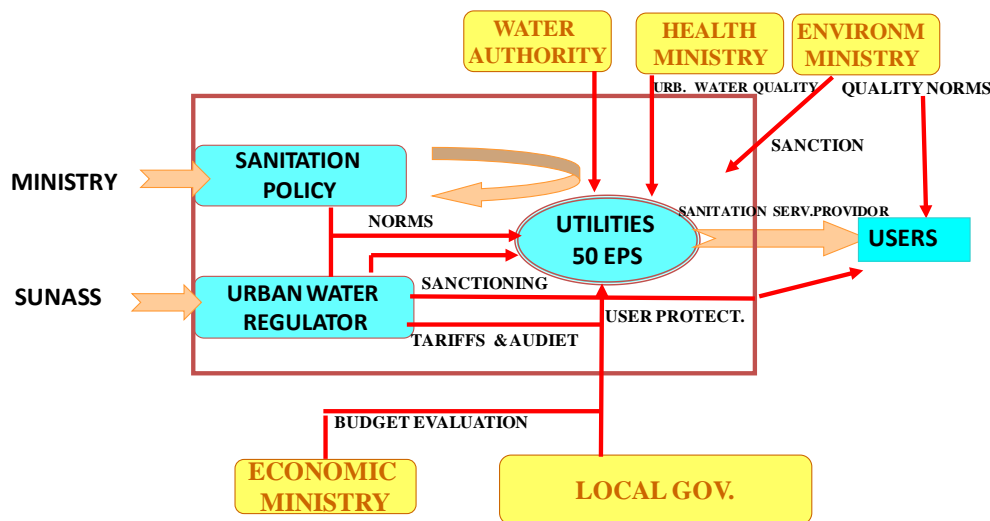 WATER
AUTHORITY
HEALTH
MINISTRY
ENVIRONM
MINISTRY
URB. WATER QUALITY
QUALITY NORMS
SANCTION
MINISTRY
SANITATION
POLICY
NORMS
UTILITIES
50 EPS
SANITATION SERV.PROVIDOR
USERS
SUNASS
URBAN WATER
REGULATOR
SANCTIONING
USER PROTECT.
TARIFFS & AUDIET
BUDGET EVALUATION
ECONOMIC
MINISTRY
LOCAL GOV.